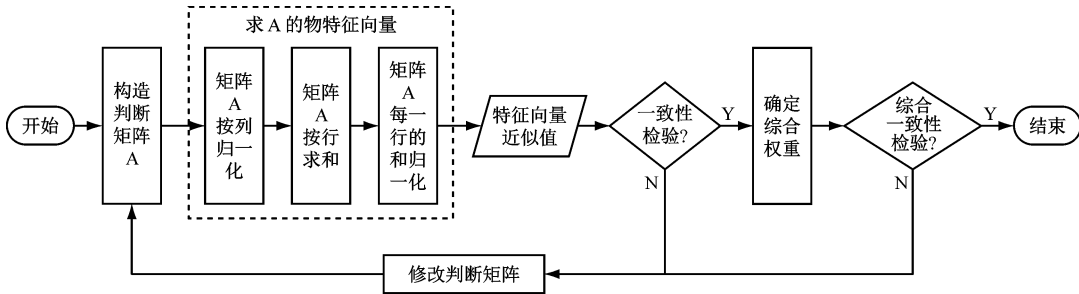 求A的物特征向量
开始
构造
判断
矩阵
A
矩阵
A
按列
归一
化
矩阵
A
按行
求和
矩阵
A
每一
行的
和归
一化
特征向量
近似值
一致性
检验?
Y
N
确定
综合
权重
综合
一致性
检验?
Y
N
结束
修改判断矩阵